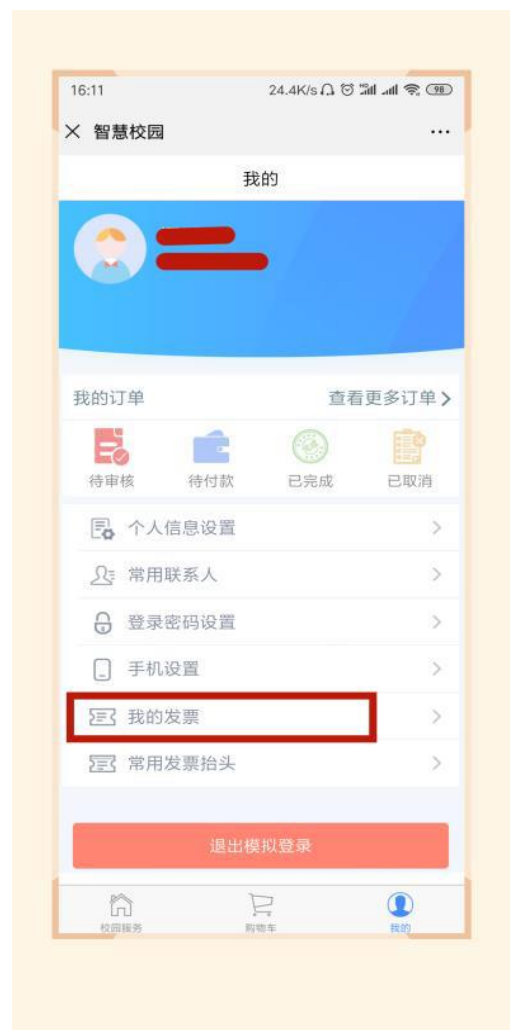 16:11 24.4K/s HD 98
智慧校园
我的
我的订单 查看更多订单
待审核 待付款 已完成 已取消
个人信息设置
常用联系人
登录密码设置
手机设置
我的发票
常用发票抬头
退出模拟登录
校园服务 购物车 我的